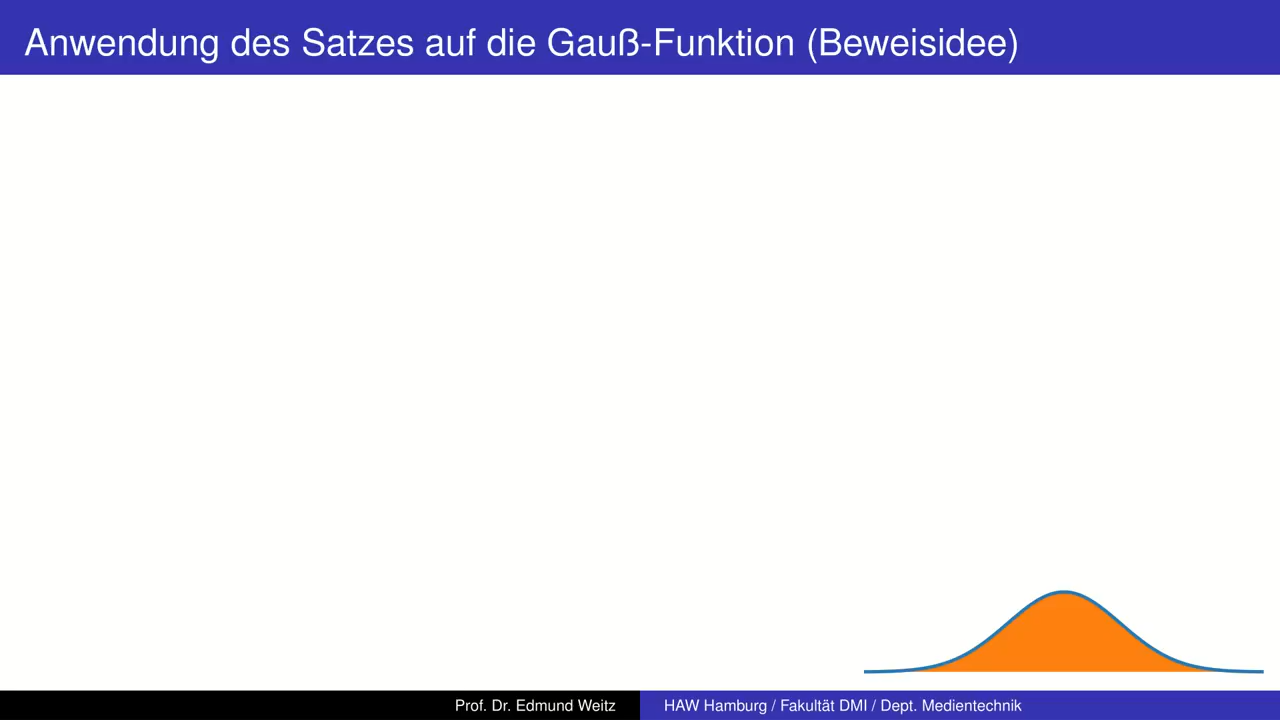 Anwendung des Satzes auf die Gauß-Funktion (Beweisidee)
Prof. Dr. Edmund Weitz
HAW Hamburg / Fakultät DMI / Dept. Medientechnik